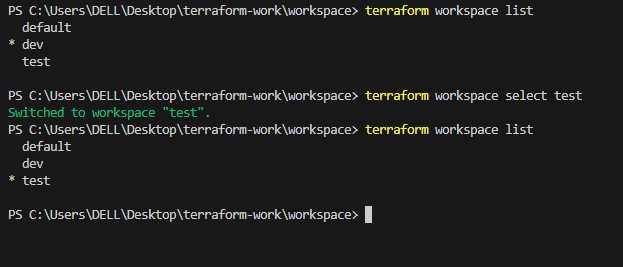 PS C:\Users\DELL\Desktop\terraform-work\workspace> terraform workspace list
  default
* dev
  test

PS C:\Users\DELL\Desktop\terraform-work\workspace> terraform workspace select test
Switched to workspace "test".
PS C:\Users\DELL\Desktop\terraform-work\workspace> terraform workspace list
  default
  dev
* test

PS C:\Users\DELL\Desktop\terraform-work\workspace>